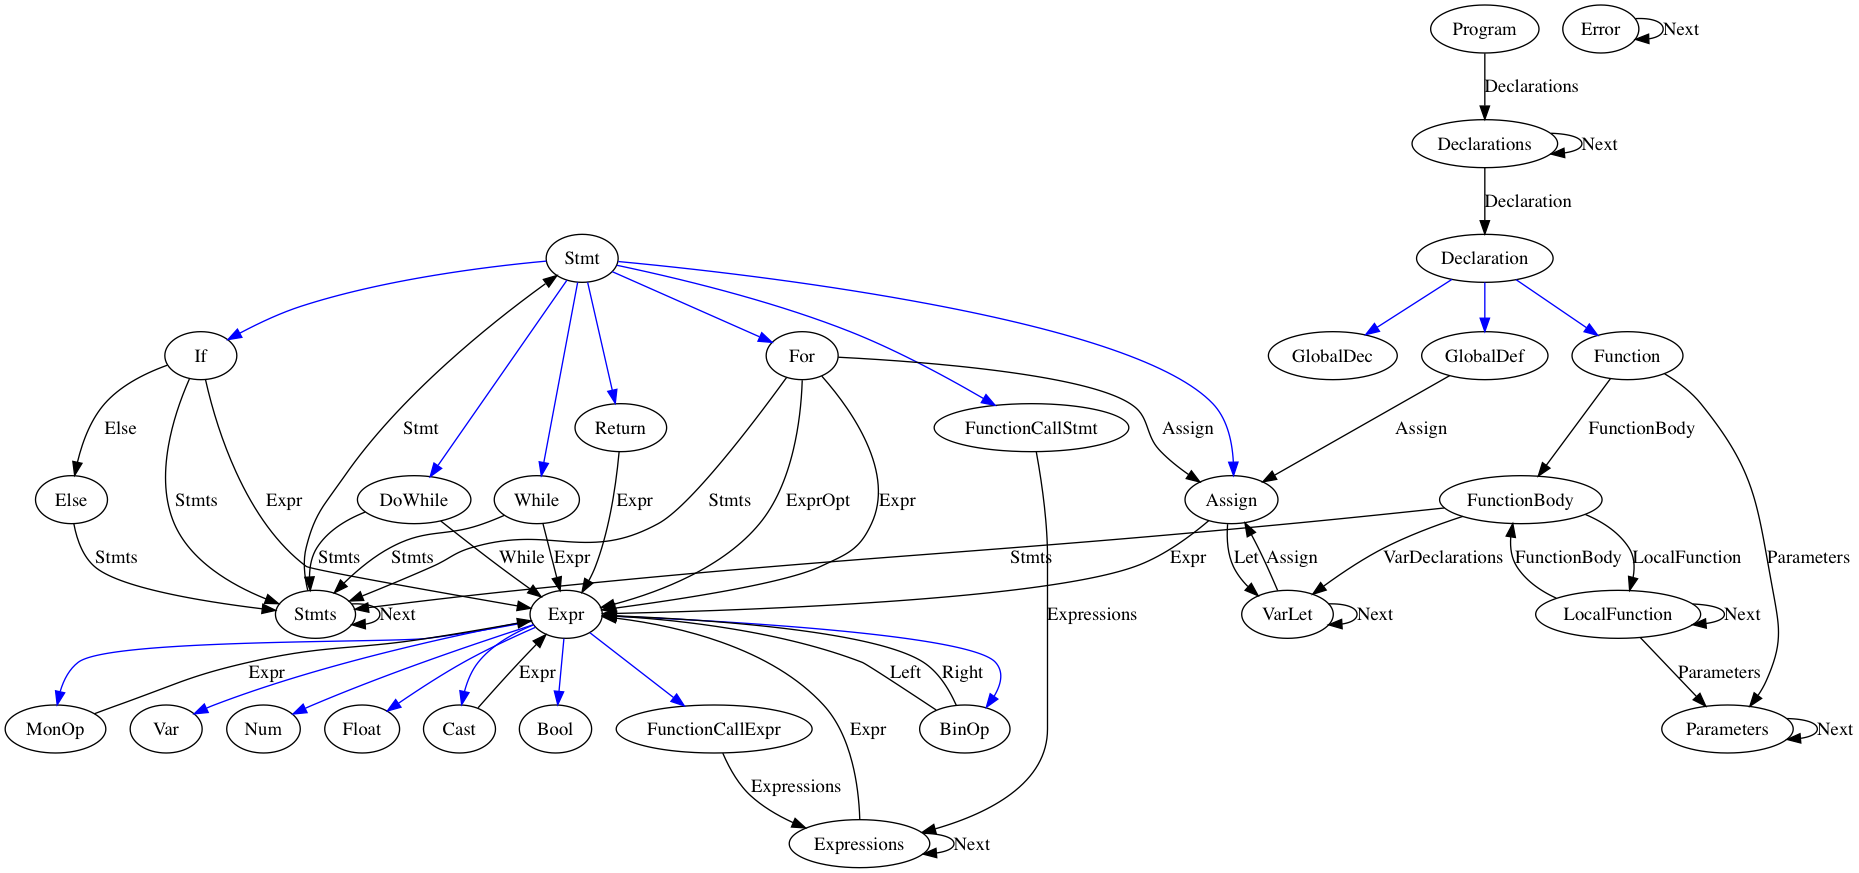 Program
Error
Next
Declarations
Declarations
Next
Declaration
Stmt
Declaration
If
For
GlobalDec
GlobalDef
Function
Else
Stmt
Return
FunctionCallStmt
Assign
Assign
FunctionBody
Else
Stmts
Expr
DoWhile
While
Expr
Stmts
ExprOpt
Expr
Assign
FunctionBody
Stmts
Stmts
Stmts
While
Expr
Stmts
Expr
Let
Assign
VarDeclarations
FunctionBody
LocalFunction
Parameters
Stmts
Next
Expr
Expressions
VarLet
Next
LocalFunction
Next
Expr
Expr
Left
Right
Parameters
MonOp
Var
Num
Float
Cast
Bool
FunctionCallExpr
Expr
BinOp
Parameters
Next
Expressions
Expressions
Next